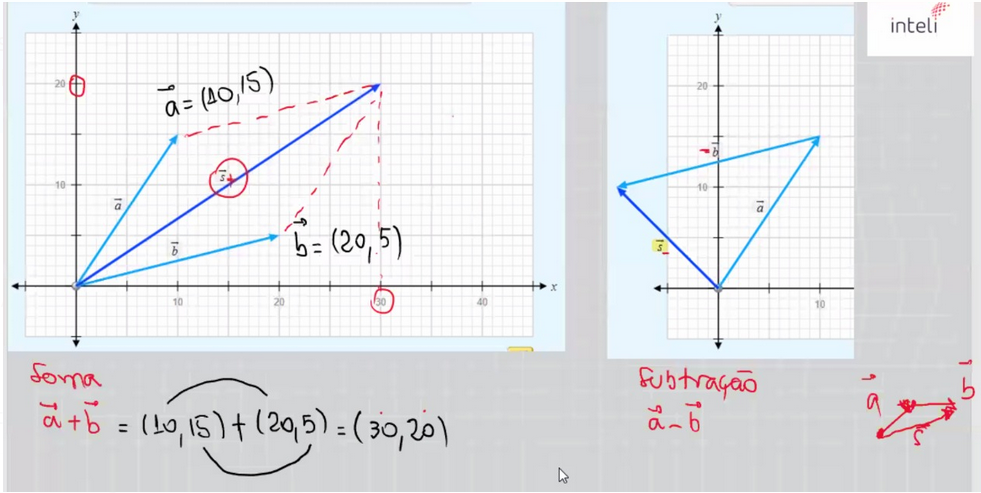 inteli
y
20
10
10
20
30
40
x
a = (10,15)
s+
a
b
b = (20,5)
y
20
10
10
-b
a
s-
Soma
a+b = (10,15)+(20,5)=(30,20)
Subtração
a-b
a
b
s